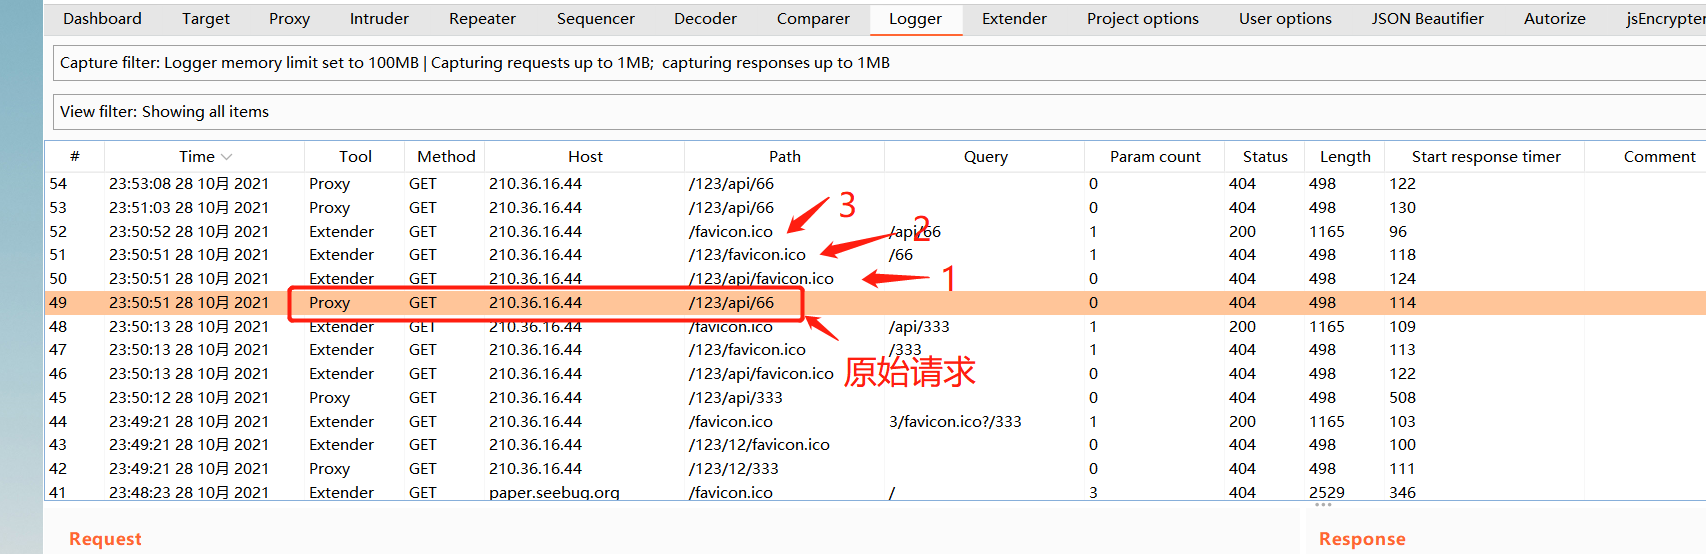 Dashboard Target Proxy Intruder Repeater Sequencer Decoder Comparer Logger Extender Project options User options JSON Beautifier Autorize jsEncrypter
Capture filter: Logger memory limit set to 100MB | Capturing requests up to 1MB;  capturing responses up to 1MB
View filter: Showing all items
# Time Tool Method Host Path Query Param count Status Length Start response timer Comment
54 23:53:08 28 10月 2021 Proxy GET 210.36.16.44 /123/api/66 0 404 498 122
53 23:51:03 28 10月 2021 Proxy GET 210.36.16.44 /123/api/66 0 404 498 130
3
52 23:50:52 28 10月 2021 Extender GET 210.36.16.44 /favicon.ico /api/66 1 200 1165 96
2
51 23:50:51 28 10月 2021 Extender GET 210.36.16.44 /123/favicon.ico /66 1 404 498 118
50 23:50:51 28 10月 2021 Extender GET 210.36.16.44 /123/api/favicon.ico 0 404 498 124
1
49 23:50:51 28 10月 2021 Proxy GET 210.36.16.44 /123/api/66 0 404 498 114
48 23:50:13 28 10月 2021 Extender GET 210.36.16.44 /favicon.ico /api/333 1 200 1165 109
47 23:50:13 28 10月 2021 Extender GET 210.36.16.44 /123/favicon.ico /333 1 404 498 113
46 23:50:13 28 10月 2021 Extender GET 210.36.16.44 /123/api/favicon.ico 0 404 498 122
原始请求
45 23:50:12 28 10月 2021 Proxy GET 210.36.16.44 /123/api/333 0 404 498 508
44 23:49:21 28 10月 2021 Extender GET 210.36.16.44 /favicon.ico 3/favicon.ico?/333 1 200 1165 103
43 23:49:21 28 10月 2021 Extender GET 210.36.16.44 /123/12/favicon.ico 0 404 498 100
42 23:49:21 28 10月 2021 Proxy GET 210.36.16.44 /123/12/333 0 404 498 111
41 23:48:23 28 10月 2021 Extender GET paper.seebug.org /favicon.ico / 3 404 2529 346
Request Response